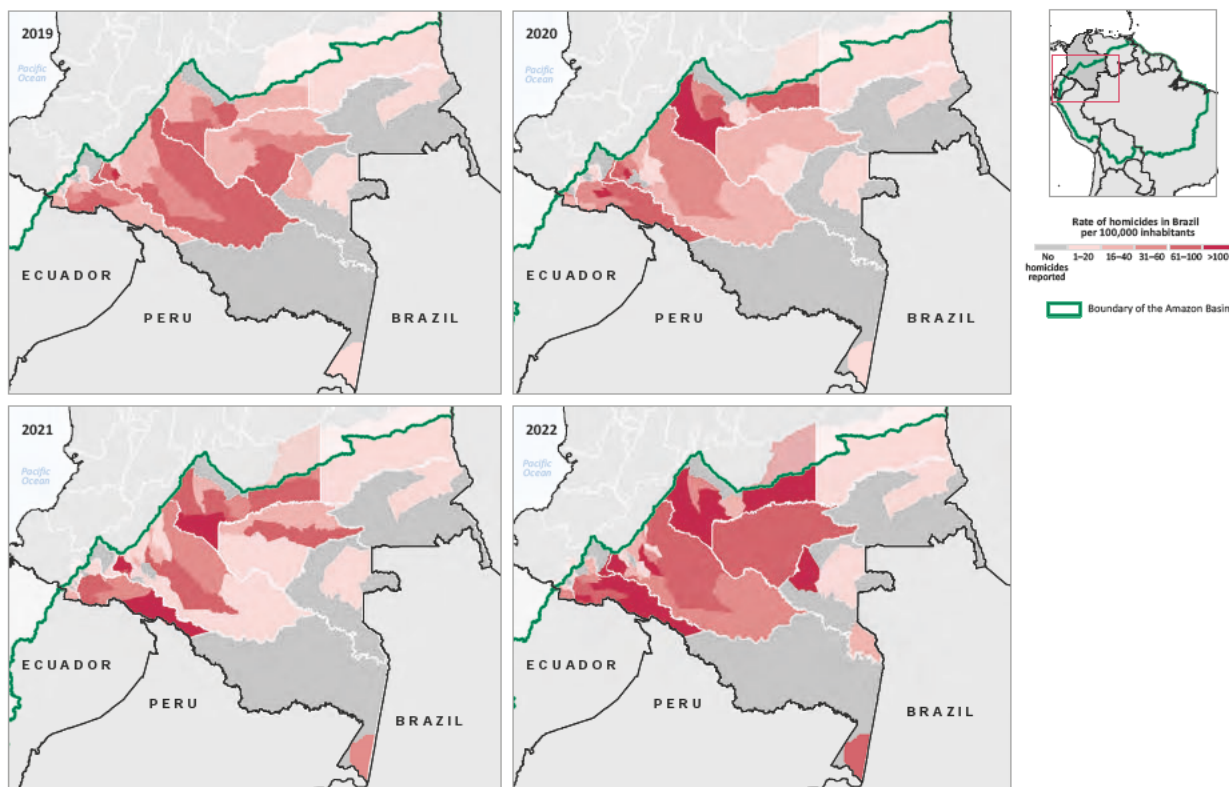 2019
Pacific
Ocean
ECUADOR
PERU
BRAZIL
2020
Pacific
Ocean
ECUADOR
PERU
BRAZIL
Rate of homicides in Brazil
per 100,000 inhabitants
No
homicides
reported
1–20
16–40
31–60
61–100
>100
Boundary of the Amazon Basin
2021
Pacific
Ocean
ECUADOR
PERU
BRAZIL
2022
Pacific
Ocean
ECUADOR
PERU
BRAZIL